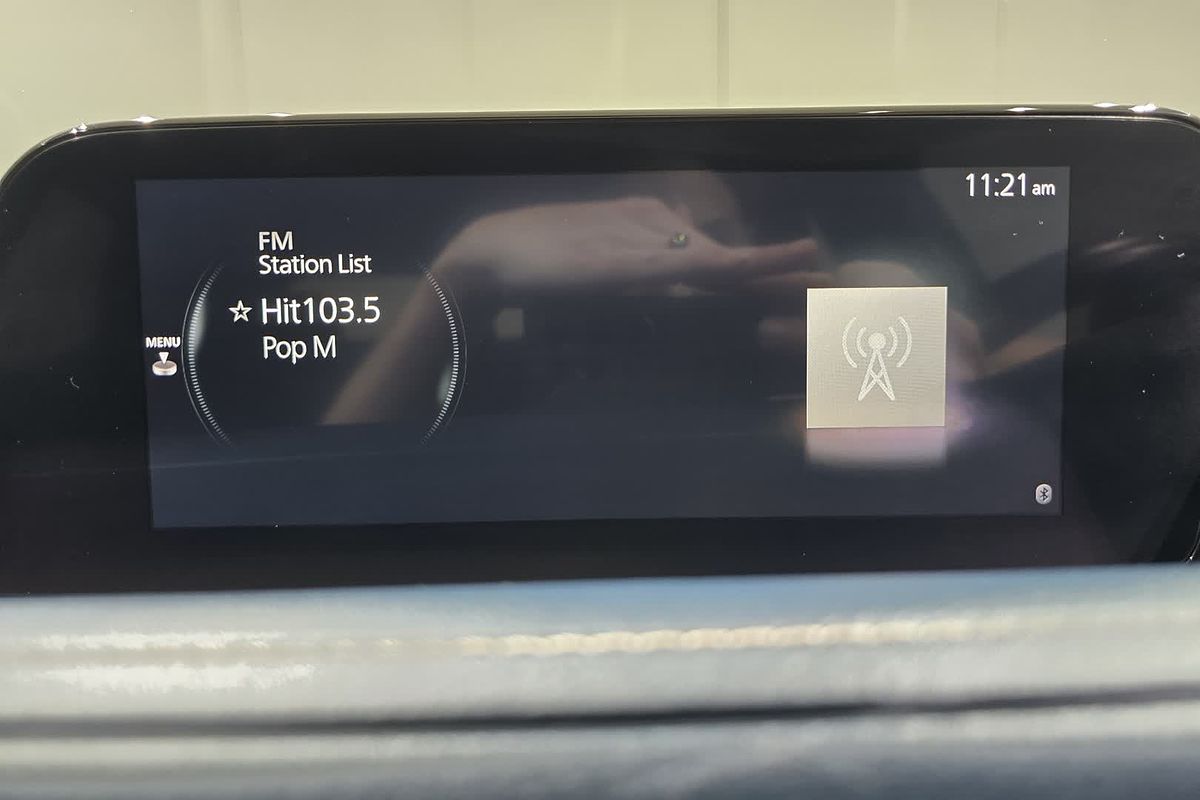 11:21 am
FM
Station List
Hit103.5
Pop M
MENU